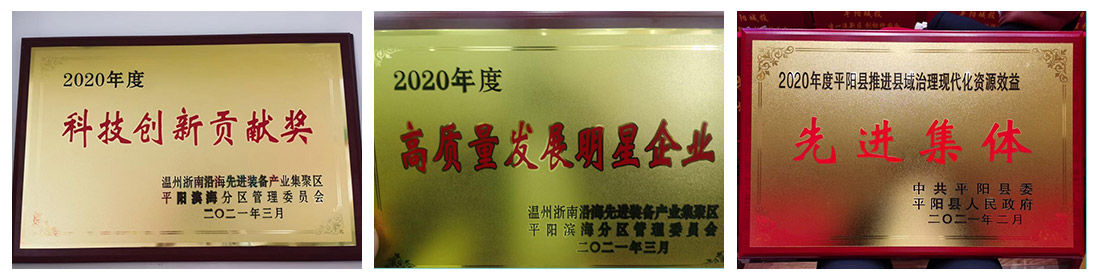 2020年度
科技创新贡献奖
温州浙南沿海先进装备产业集聚区
平阳滨海分区管理委员会
二〇二一年三月
2020年度
高质量发展明星企业
温州浙南沿海先进装备产业集聚区
平阳滨海分区管理委员会
二〇二一年三月
2020年度平阳县推进县域治理现代化资源效益
先进集体
中共平阳县委
平阳县人民政府
二〇二一年二月